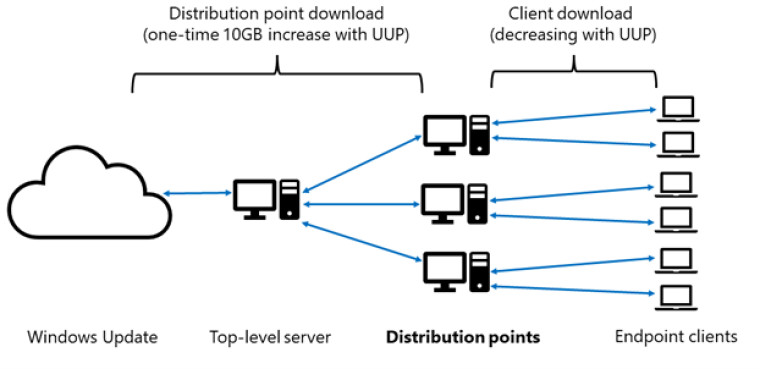 Distribution point download
(one-time 10GB increase with UUP)
Client download
(decreasing with UUP)
Windows Update
Top-level server
Distribution points
Endpoint clients